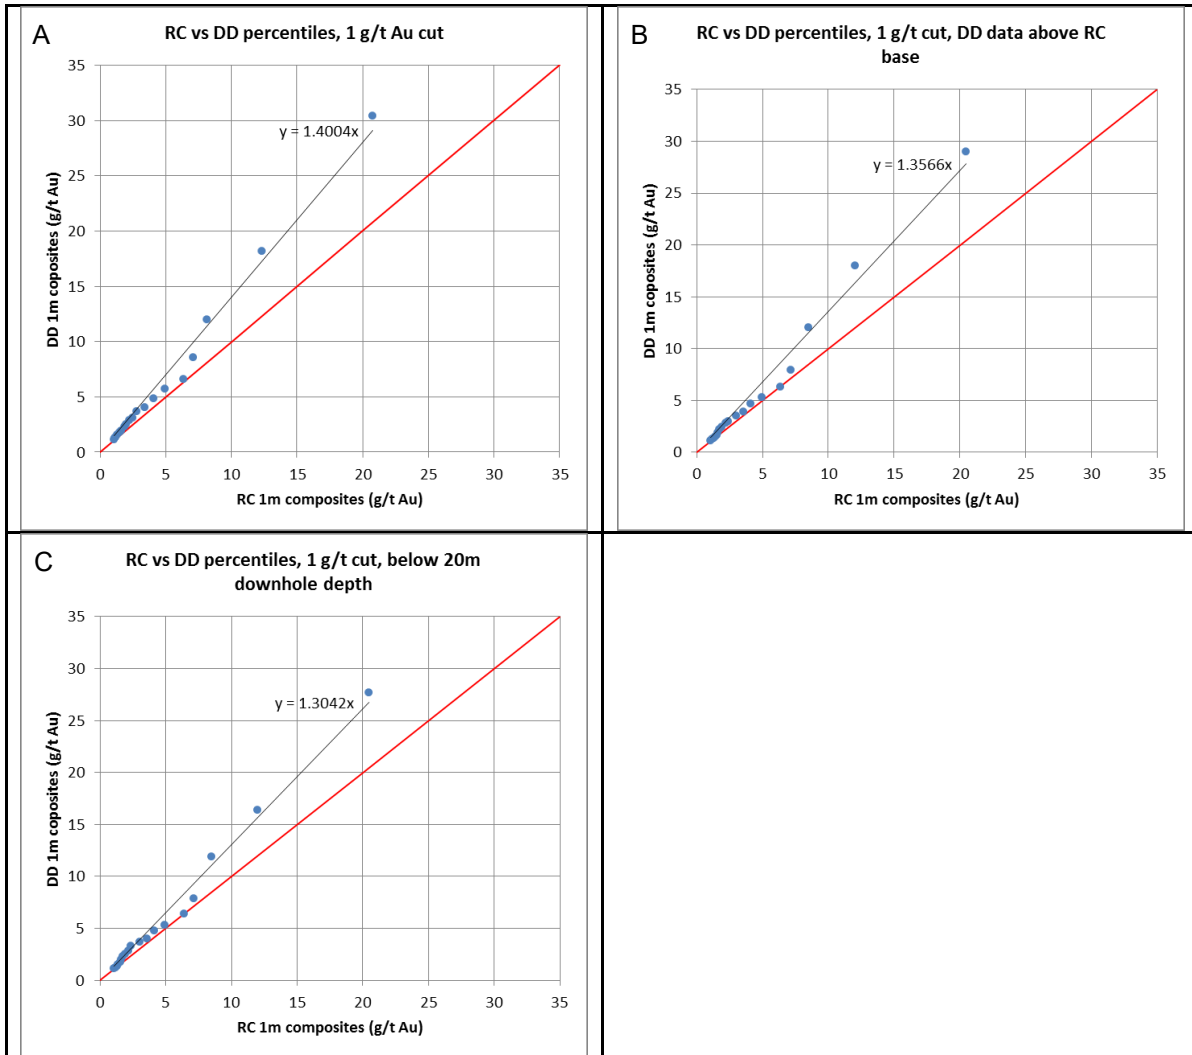 A
RC vs DD percentiles, 1 g/t Au cut
35
30
25
20
15
10
5
0
y = 1.4004x
DD 1m coposites (g/t Au)
0 5 10 15 20 25 30 35
RC 1m composites (g/t Au)
B
RC vs DD percentiles, 1 g/t cut, DD data above RC
base
35
30
25
20
15
10
5
0
y = 1.3566x
DD 1m coposites (g/t Au)
0 5 10 15 20 25 30 35
RC 1m composites (g/t Au)
C
RC vs DD percentiles, 1 g/t cut, below 20m
downhole depth
35
30
25
20
15
10
5
0
y = 1.3042x
DD 1m coposites (g/t Au)
0 5 10 15 20 25 30 35
RC 1m composites (g/t Au)